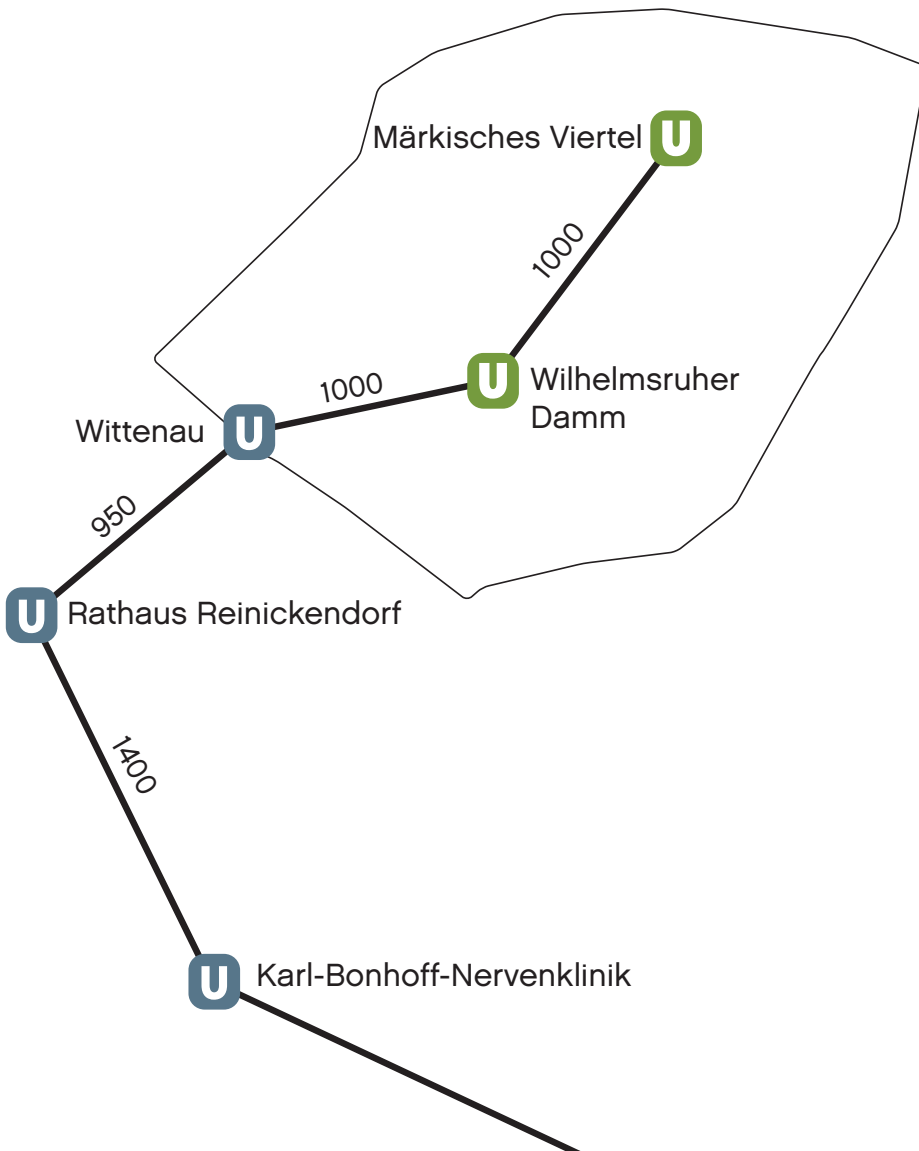 Märkisches Viertel U
1000
1000
U Wilhelmsruher
Damm
Wittenau U
950
U Rathaus Reinickendorf
1400
U Karl-Bonhoff-Nervenklinik